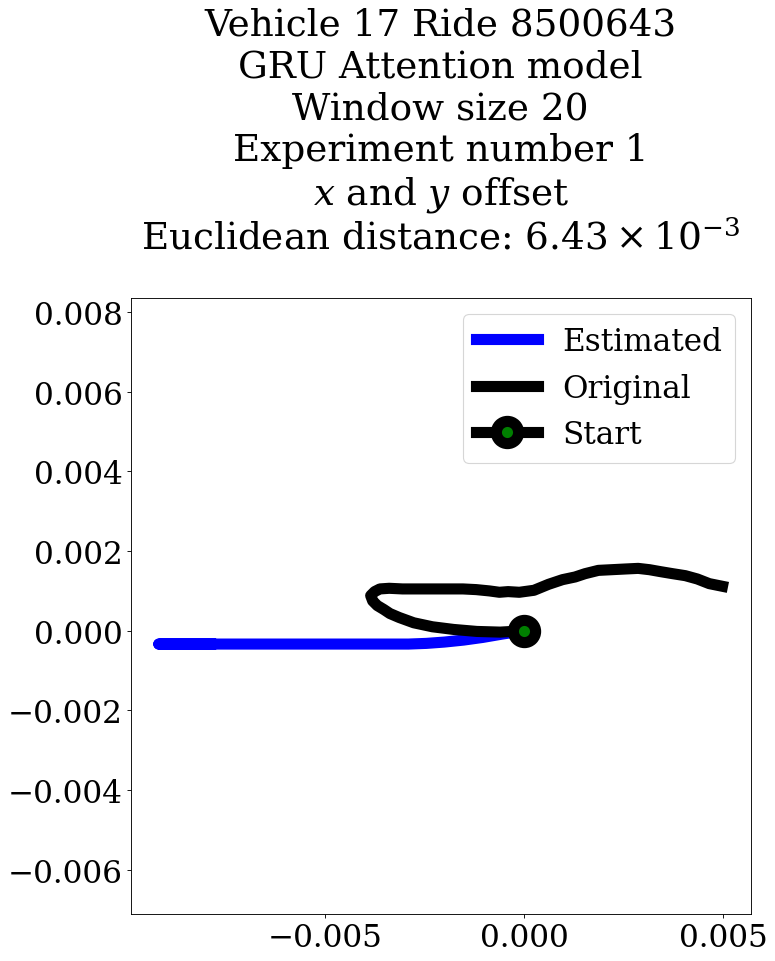 Vehicle 17 Ride 8500643
GRU Attention model
Window size 20
Experiment number 1
x and y offset
Euclidean distance: 6.43 × 10⁻³
0.008
0.006
0.004
0.002
0.000
−0.002
−0.004
−0.006
Estimated
Original
Start
−0.005 0.000 0.005